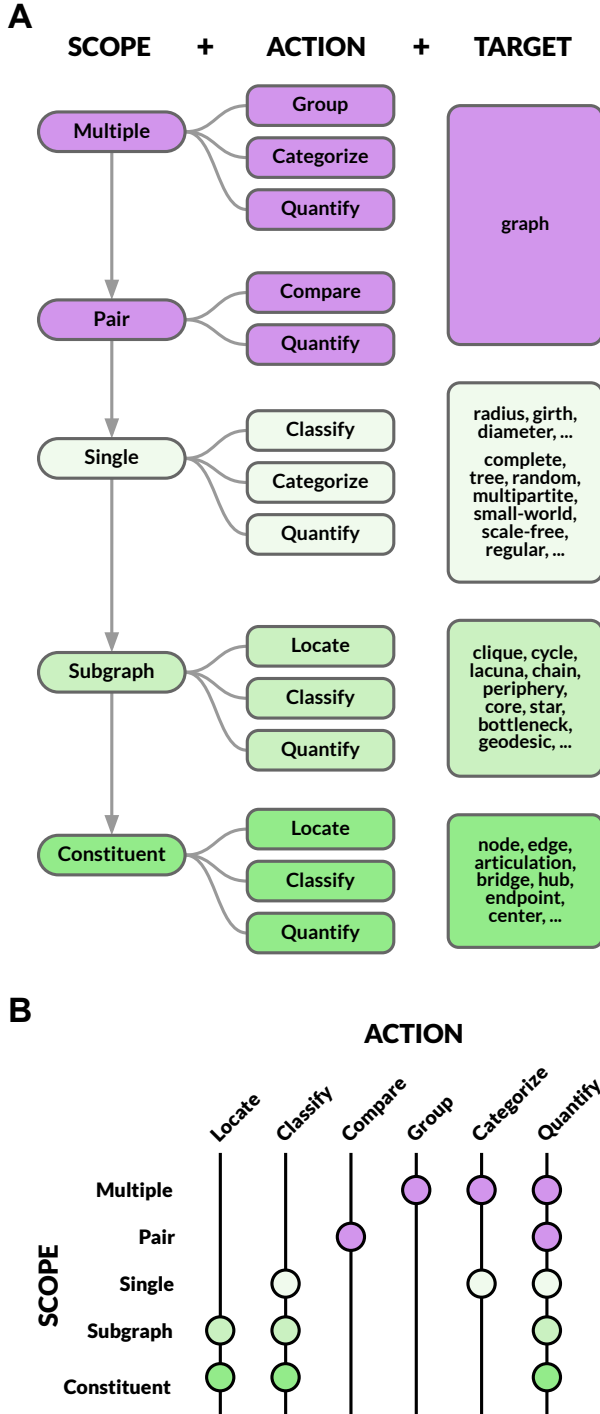 A
SCOPE + ACTION + TARGET
Multiple
Group
Categorize
Quantify
graph
Pair
Compare
Quantify
Single
Classify
Categorize
Quantify
radius, girth,
diameter, ...
complete,
tree, random,
multipartite,
small-world,
scale-free,
regular, ...
Subgraph
Locate
Classify
Quantify
clique, cycle,
lacuna, chain,
periphery,
core, star,
bottleneck,
geodesic, ...
Constituent
Locate
Classify
Quantify
node, edge,
articulation,
bridge, hub,
endpoint,
center, ...
B
ACTION
Locate
Classify
Compare
Group
Categorize
Quantify
SCOPE
Multiple
Pair
Single
Subgraph
Constituent